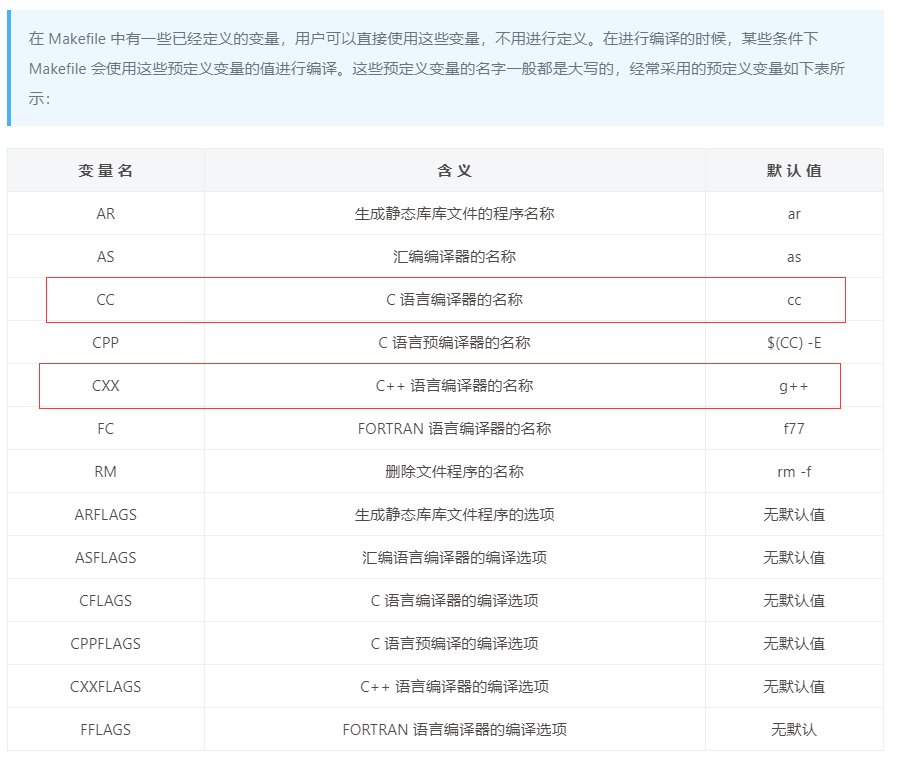 在 Makefile 中有一些已经定义的变量，用户可以直接使用这些变量，不用进行定义。在进行编译的时候，某些条件下
Makefile 会使用这些预定义变量的值进行编译。这些预定义变量的名字一般都是大写的，经常采用的预定义变量如下表所
示：
变 量 名 含 义 默 认 值
AR 生成静态库库文件的程序名称 ar
AS 汇编编译器的名称 as
CC C 语言编译器的名称 cc
CPP C 语言预编译器的名称 $(CC) -E
CXX C++ 语言编译器的名称 g++
FC FORTRAN 语言编译器的名称 f77
RM 删除文件程序的名称 rm -f
ARFLAGS 生成静态库库文件程序的选项 无默认值
ASFLAGS 汇编语言编译器的编译选项 无默认值
CFLAGS C 语言编译器的编译选项 无默认值
CPPFLAGS C 语言预编译的编译选项 无默认值
CXXFLAGS C++ 语言编译器的编译选项 无默认值
FFLAGS FORTRAN 语言编译器的编译选项 无默认